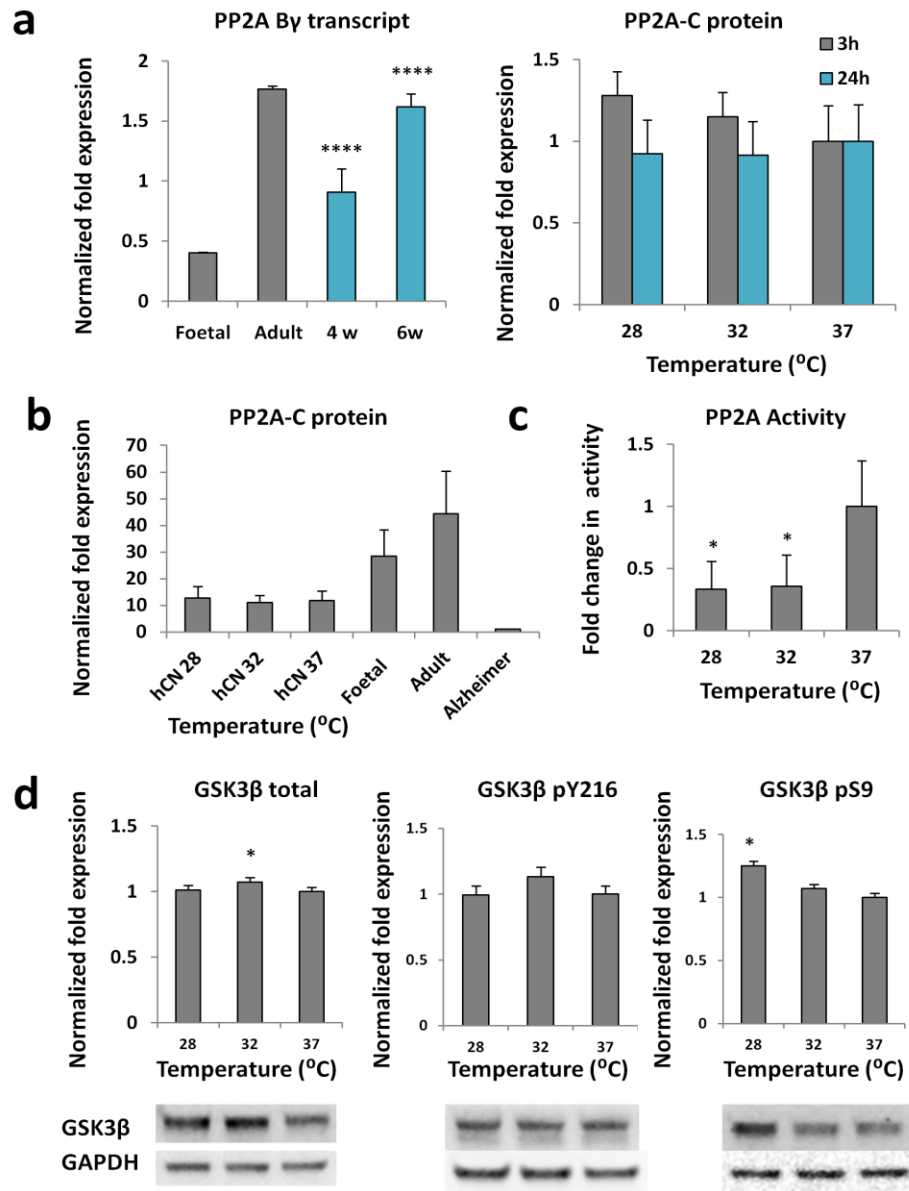 a
PP2A Bγ transcript
Normalized fold expression
2
1.5
1
0.5
0
****
****
Foetal Adult 4 w 6w
PP2A-C protein
3h
24h
Normalized fold expression
1.5
1
0.5
0
28 32 37
Temperature (⁰C)
b
PP2A-C protein
Normalized fold expression
70
60
50
40
30
20
10
0
hCN 28 hCN 32 hCN 37 Foetal Adult Alzheimer
Temperature (⁰C)
c
PP2A Activity
Fold change in activity
1.5
1
0.5
0
* *
28 32 37
Temperature (⁰C)
d
GSK3β total
Normalized fold expression
1.5
1
0.5
0
*
28 32 37
Temperature (⁰C)
GSK3β pY216
Normalized fold expression
1.5
1
0.5
0
28 32 37
Temperature (⁰C)
GSK3β pS9
Normalized fold expression
1.5
1
0.5
0
*
28 32 37
Temperature (⁰C)
GSK3β
GAPDH